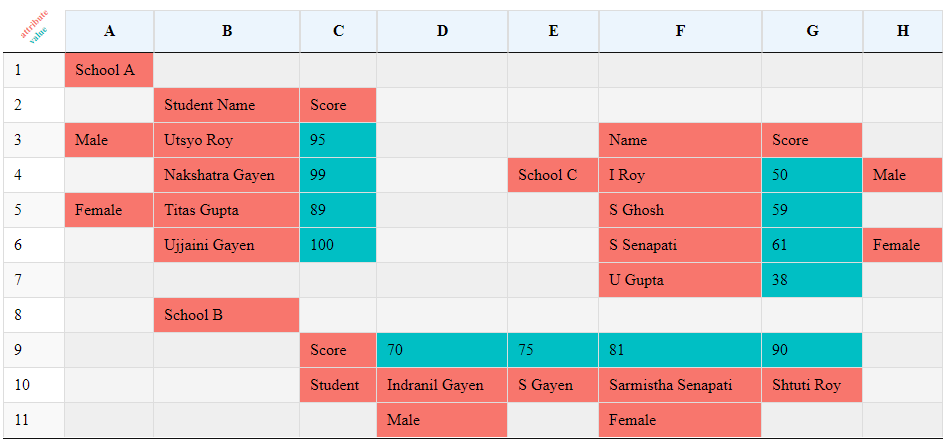 attribute
value
A B C D E F G H
1 School A
2 Student Name Score
3 Male Utsyo Roy 95 Name Score
4 Nakshatra Gayen 99 School C I Roy 50 Male
5 Female Titas Gupta 89 S Ghosh 59
6 Ujjaini Gayen 100 S Senapati 61 Female
7 U Gupta 38
8 School B
9 Score 70 75 81 90
10 Student Indranil Gayen S Gayen Sarmistha Senapati Shtuti Roy
11 Male Female